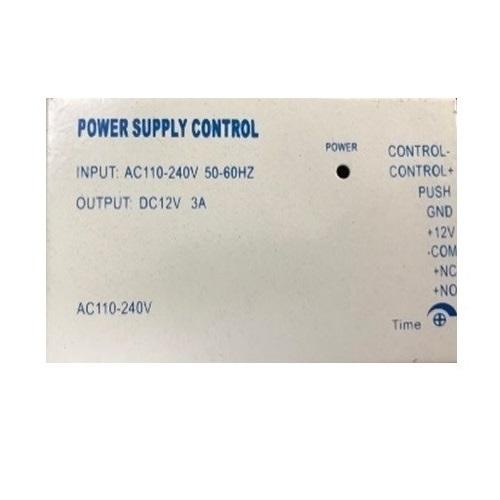 POWER SUPPLY CONTROL
INPUT: AC110-240V 50-60HZ
OUTPUT: DC12V 3A
AC110-240V
POWER
CONTROL-
CONTROL+
PUSH
GND
+12V
-COM
+NC
+NO
Time